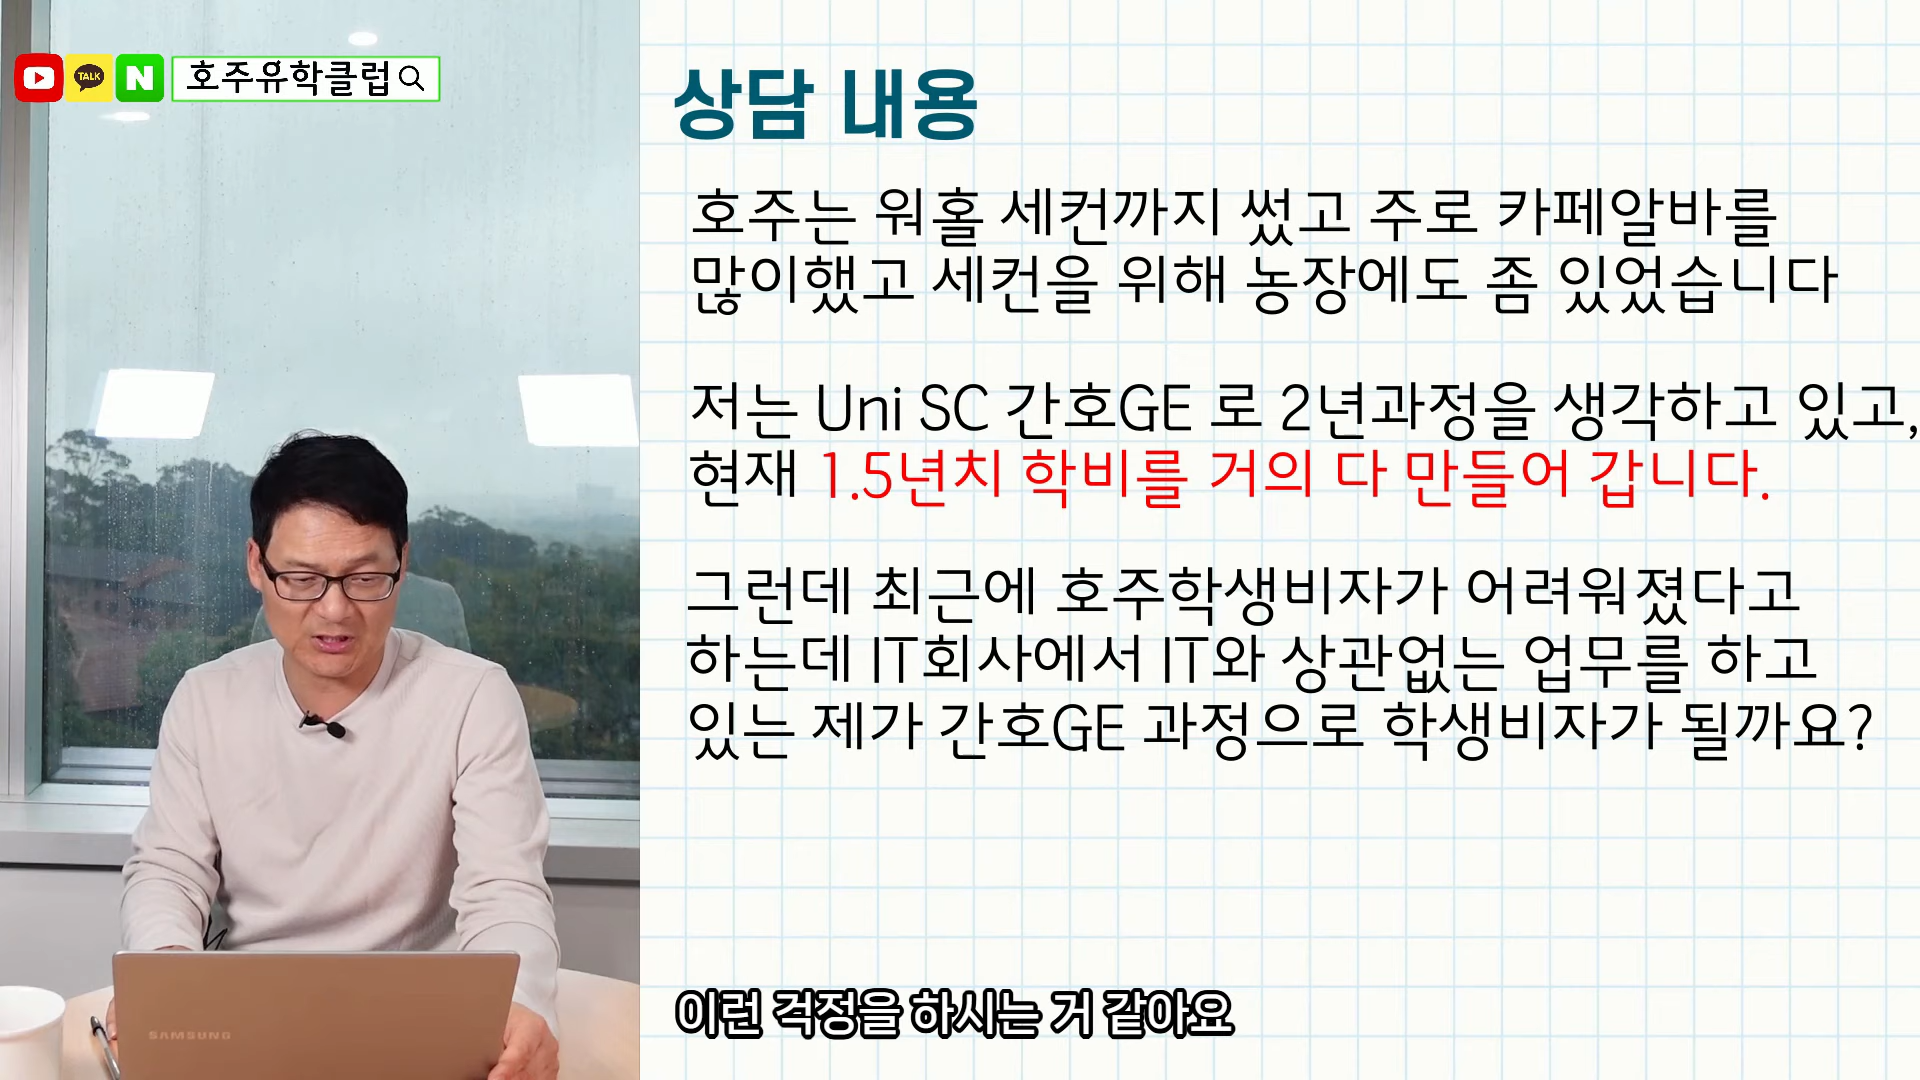 TALK
N
호주유학클럽
상담 내용
호주는 워홀 세컨까지 썼고 주로 카페알바를
많이했고 세컨을 위해 농장에도 좀 있었습니다
저는 Uni SC 간호GE 로 2년과정을 생각하고 있고,
현재 1.5년치 학비를 거의 다 만들어 갑니다.
그런데 최근에 호주학생비자가 어려워졌다고
하는데 IT회사에서 IT와 상관없는 업무를 하고
있는 제가 간호GE 과정으로 학생비자가 될까요?
SAMSUNG
이런 걱정을 하시는 거 같아요